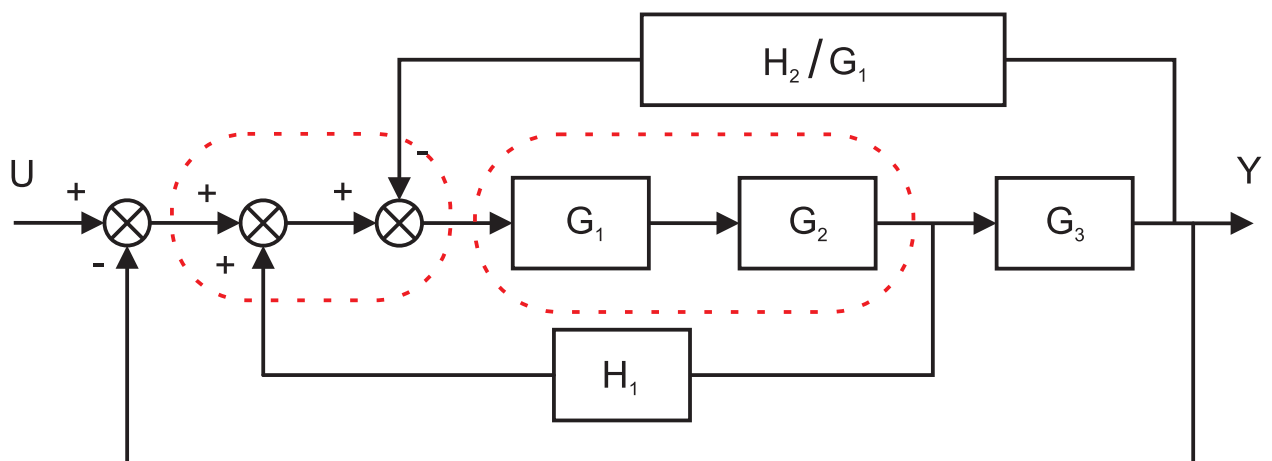 H₂/G₁
-
U
+
+
+
G₁
G₂
G₃
Y
-
+
H₁